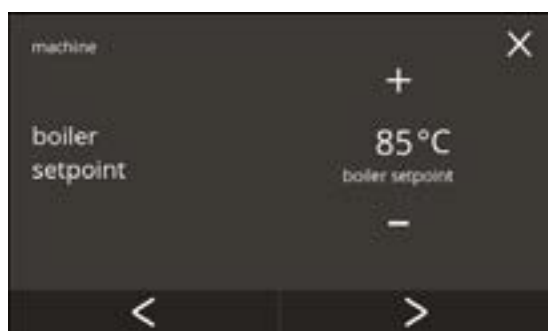 machine
boiler
setpoint
+
85°C
boiler setpoint
-